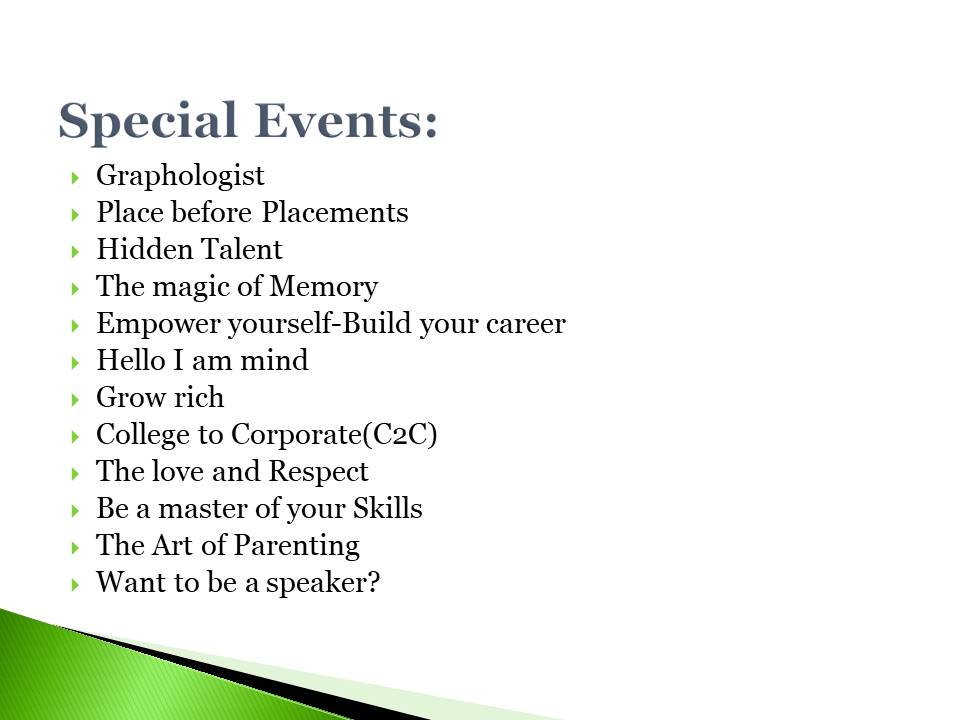 Special Events:
Graphologist
Place before Placements
Hidden Talent
The magic of Memory
Empower yourself-Build your career
Hello I am mind
Grow rich
College to Corporate(C2C)
The love and Respect
Be a master of your Skills
The Art of Parenting
Want to be a speaker?